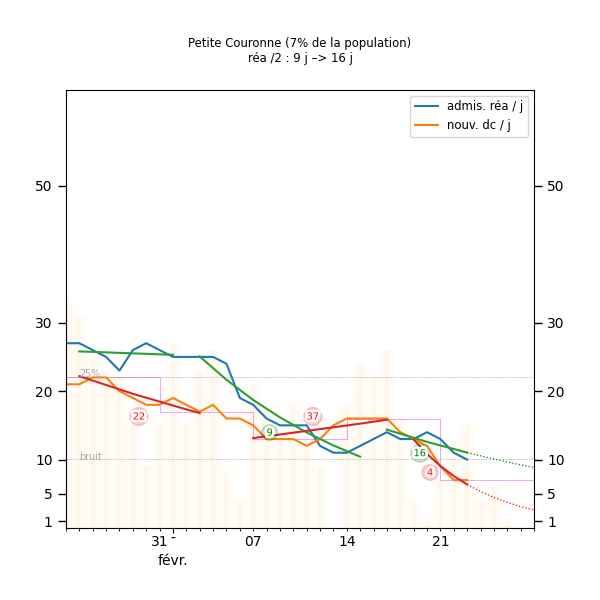 Petite Couronne (7% de la population)
réa /2 : 9 j –> 16 j
admis. réa / j
nouv. dc / j
50 50
30 30
25%
20 20
22 37
9
16
bruit
10 10
4
5 5
1 1
31 - 07 14 21
févr.